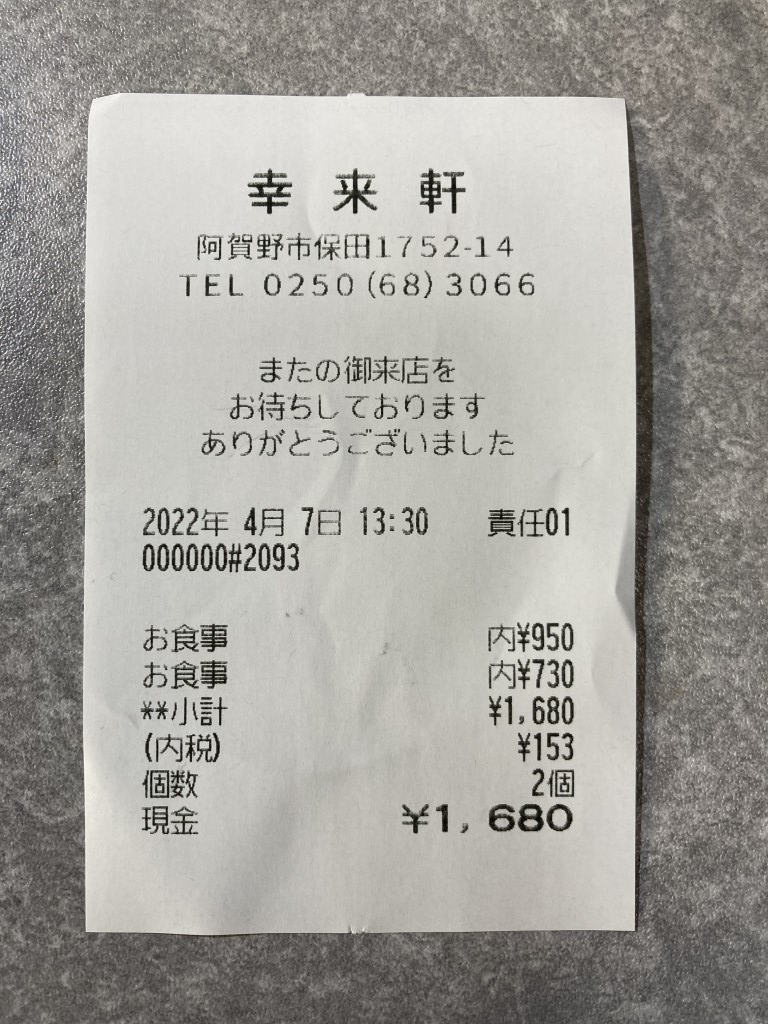 幸来軒
阿賀野市保田1752-14
TEL 0250(68)3066
またの御来店を
お待ちしております
ありがとうございました
2022年 4月 7日 13:30 責任01
000000#2093
お食事 内¥950
お食事 内¥730
**小計 ¥1,680
(内税) ¥153
個数 2個
現金 ¥1,680